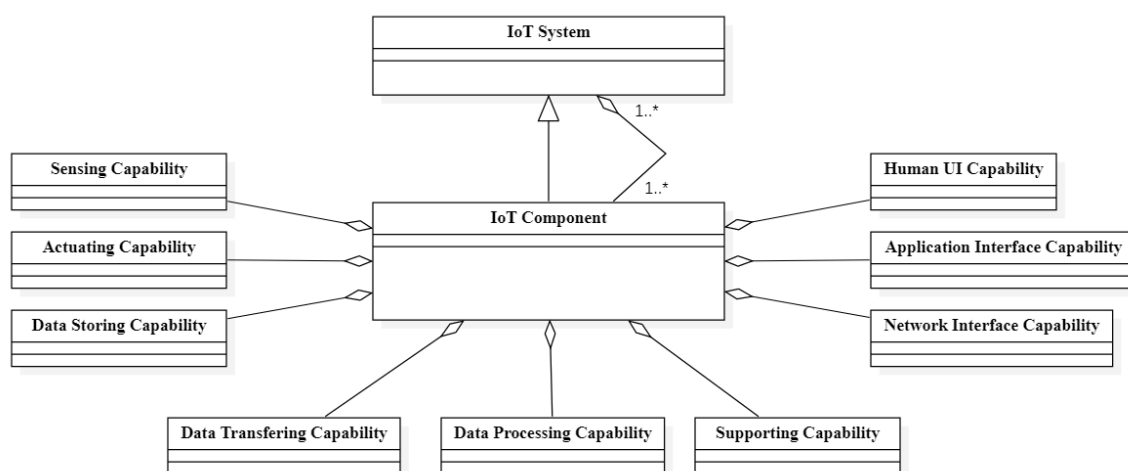 IoT System
1..*
1..*
Sensing Capability
Human UI Capability
IoT Component
Actuating Capability
Application Interface Capability
Data Storing Capability
Network Interface Capability
Data Transfering Capability
Data Processing Capability
Supporting Capability